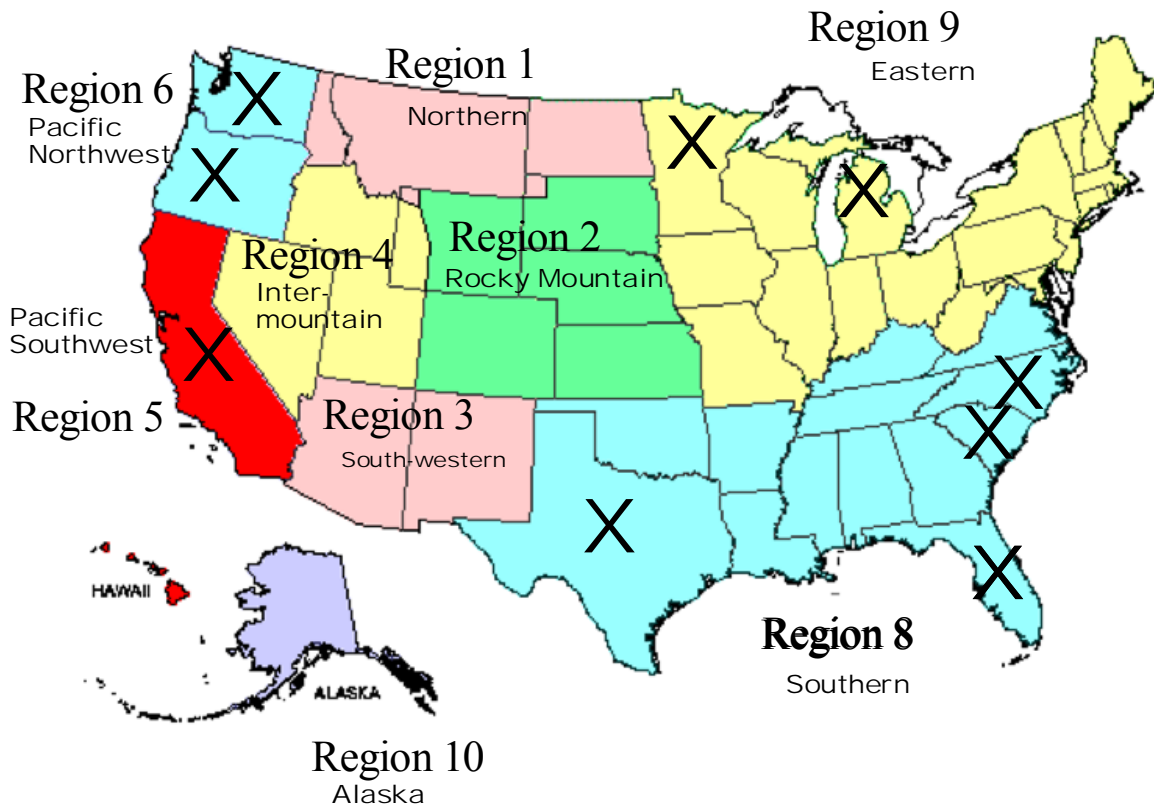 Region 9
Eastern
Region 1
Northern
Region 6
Pacific
Northwest
X
X
X
X
Region 2
Rocky Mountain
Region 4
Inter-
mountain
Pacific
Southwest
X
Region 5
Region 3
South-western
X
X
X
X
HAWAII
ALASKA
Region 8
Southern
Region 10
Alaska